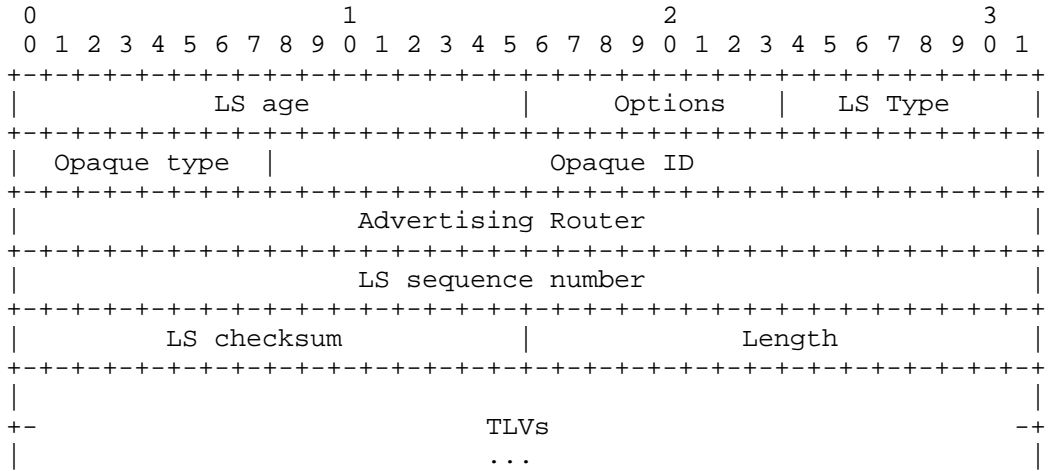 0                   1                   2                   3
 0 1 2 3 4 5 6 7 8 9 0 1 2 3 4 5 6 7 8 9 0 1 2 3 4 5 6 7 8 9 0 1
+-+-+-+-+-+-+-+-+-+-+-+-+-+-+-+-+-+-+-+-+-+-+-+-+-+-+-+-+-+-+-+-+
|            LS age             |     Options   |   LS Type     |
+-+-+-+-+-+-+-+-+-+-+-+-+-+-+-+-+-+-+-+-+-+-+-+-+-+-+-+-+-+-+-+-+
|  Opaque type  |                 Opaque ID                     |
+-+-+-+-+-+-+-+-+-+-+-+-+-+-+-+-+-+-+-+-+-+-+-+-+-+-+-+-+-+-+-+-+
|                     Advertising Router                        |
+-+-+-+-+-+-+-+-+-+-+-+-+-+-+-+-+-+-+-+-+-+-+-+-+-+-+-+-+-+-+-+-+
|                     LS sequence number                        |
+-+-+-+-+-+-+-+-+-+-+-+-+-+-+-+-+-+-+-+-+-+-+-+-+-+-+-+-+-+-+-+-+
|         LS checksum           |             Length            |
+-+-+-+-+-+-+-+-+-+-+-+-+-+-+-+-+-+-+-+-+-+-+-+-+-+-+-+-+-+-+-+-+
|                                                               |
+-                            TLVs                             -+
|                             ...                               |